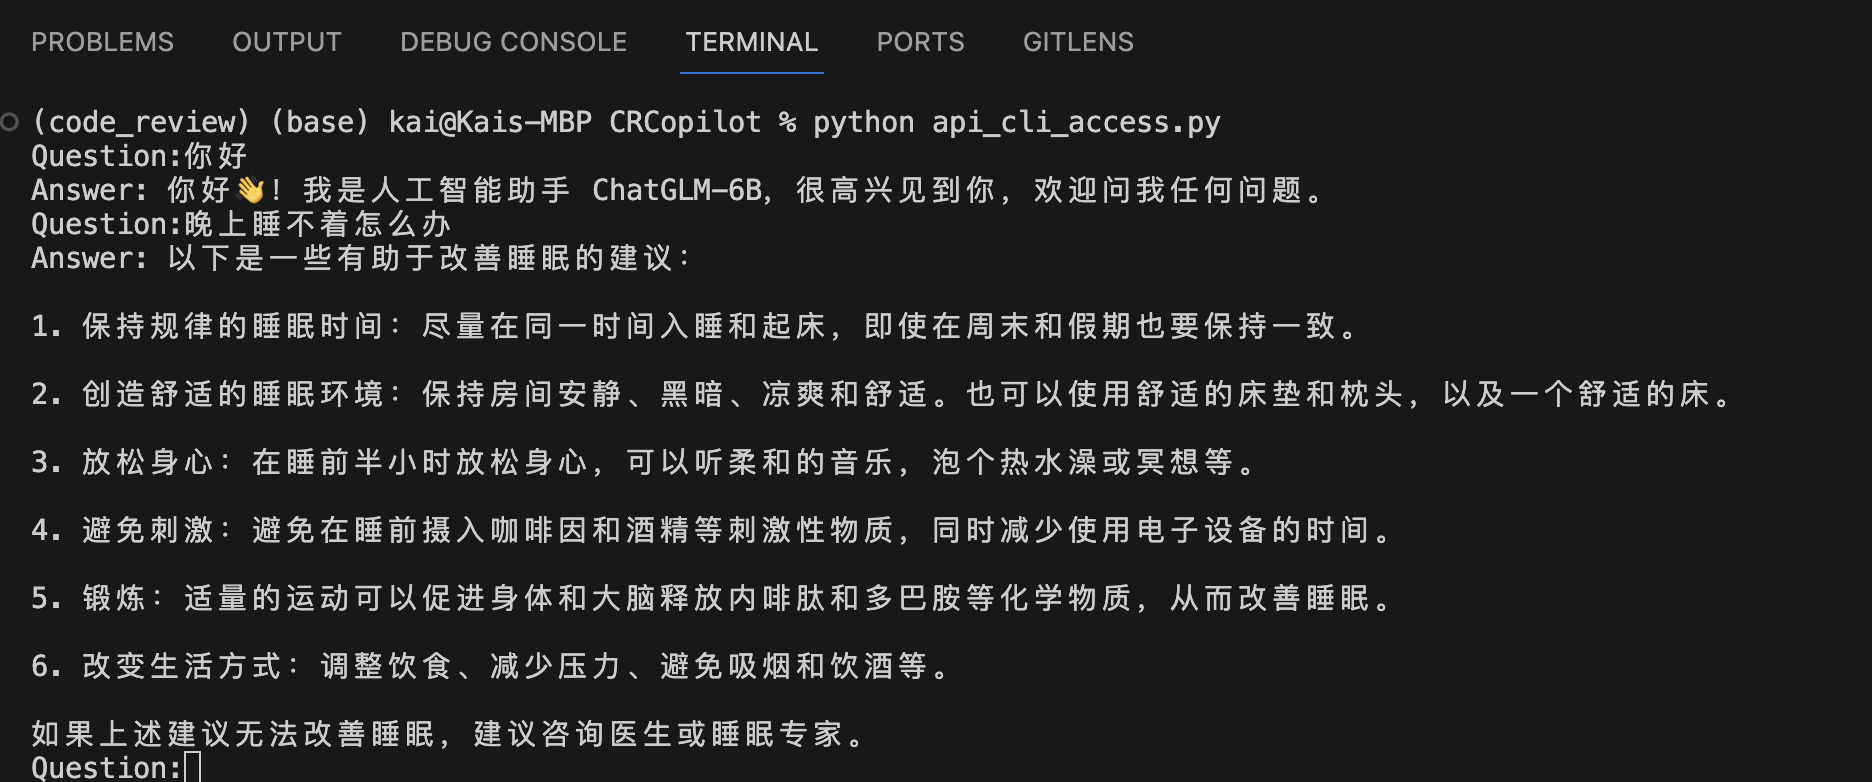 PROBLEMS OUTPUT DEBUG CONSOLE TERMINAL PORTS GITLENS
(code_review) (base) kai@Kais-MBP CRCopilot % python api_cli_access.py
Question:你好
Answer: 你好👋！我是人工智能助手 ChatGLM-6B，很高兴见到你，欢迎问我任何问题。
Question:晚上睡不着怎么办
Answer: 以下是一些有助于改善睡眠的建议：
1. 保持规律的睡眠时间：尽量在同一时间入睡和起床，即使在周末和假期也要保持一致。
2. 创造舒适的睡眠环境：保持房间安静、黑暗、凉爽和舒适。也可以使用舒适的床垫和枕头，以及一个舒适的床。
3. 放松身心：在睡前半小时放松身心，可以听柔和的音乐，泡个热水澡或冥想等。
4. 避免刺激：避免在睡前摄入咖啡因和酒精等刺激性物质，同时减少使用电子设备的时间。
5. 锻炼：适量的运动可以促进身体和大脑释放内啡肽和多巴胺等化学物质，从而改善睡眠。
6. 改变生活方式：调整饮食、减少压力、避免吸烟和饮酒等。
如果上述建议无法改善睡眠，建议咨询医生或睡眠专家。
Question: